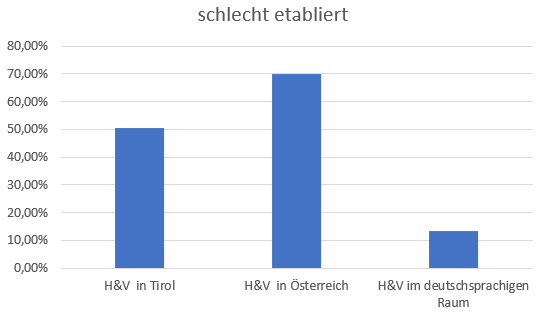 schlecht etabliert
80,00%
70,00%
60,00%
50,00%
40,00%
30,00%
20,00%
10,00%
0,00%
H&V in Tirol
H&V in Österreich
H&V im deutschsprachigen
Raum